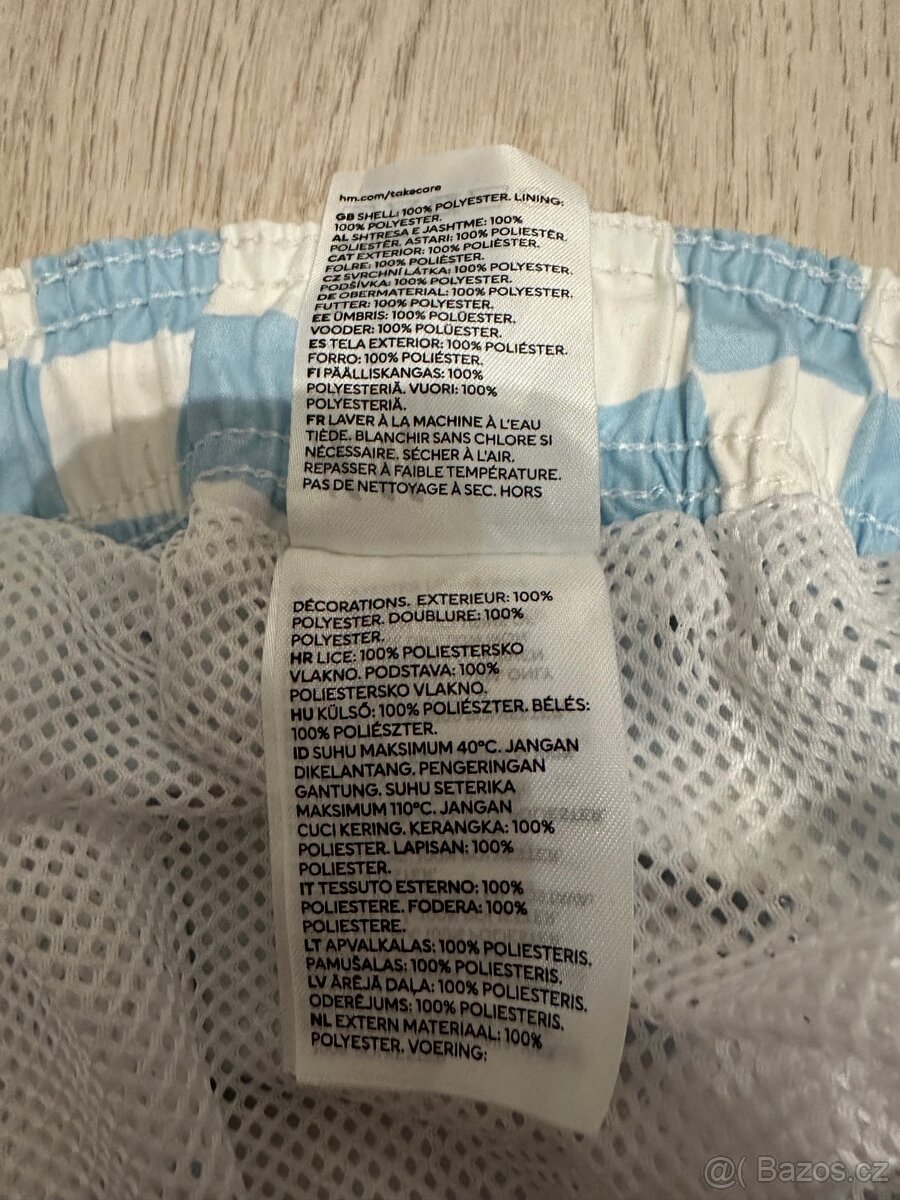 hm.com/takecare
GB SHELL: 100% POLYESTER. LINING:
100% POLYESTER.
AL SHTRESA E JASHTME: 100%
POLIESTËR. ASTARI: 100% POLIESTËR.
CAT EXTERIOR: 100% POLIÈSTER.
FOLRE: 100% POLIÈSTER.
CZ SVRCHNÍ LÁTKA: 100% POLYESTER.
PODŠÍVKA: 100% POLYESTER.
DE OBERMATERIAL: 100% POLYESTER.
FUTTER: 100% POLYESTER.
EE ÜMBRIS: 100% POLÜESTER.
VOODER: 100% POLÜESTER.
ES TELA EXTERIOR: 100% POLIÉSTER.
FORRO: 100% POLIÉSTER.
FI PÄÄLLISKANGAS: 100%
POLYESTERIÄ. VUORI: 100%
POLYESTERIÄ.
FR LAVER À LA MACHINE À L'EAU
TIÈDE. BLANCHIR SANS CHLORE SI
NÉCESSAIRE. SÉCHER À L'AIR.
REPASSER À FAIBLE TEMPÉRATURE.
PAS DE NETTOYAGE À SEC. HORS
DÉCORATIONS. EXTERIEUR: 100%
POLYESTER. DOUBLURE: 100%
POLYESTER.
HR LICE: 100% POLIESTERSKO
VLAKNO. PODSTAVA: 100%
POLIESTERSKO VLAKNO.
HU KÜLSŐ: 100% POLIÉSZTER. BÉLÉS:
100% POLIÉSZTER.
ID SUHU MAKSIMUM 40°C. JANGAN
DIKELANTANG. PENGERINGAN
GANTUNG. SUHU SETERIKA
MAKSIMUM 110°C. JANGAN
CUCI KERING. KERANGKA: 100%
POLIESTER. LAPISAN: 100%
POLIESTER.
IT TESSUTO ESTERNO: 100%
POLIESTERE. FODERA: 100%
POLIESTERE.
LT APVALKALAS: 100% POLIESTERIS.
PAMUŠALAS: 100% POLIESTERIS.
LV ĀRĒJĀ DAĻA: 100% POLIESTERIS.
ODERĒJUMS: 100% POLIESTERIS.
NL EXTERN MATERIAAL: 100%
POLYESTER. VOERING:
@( Bazos.cz